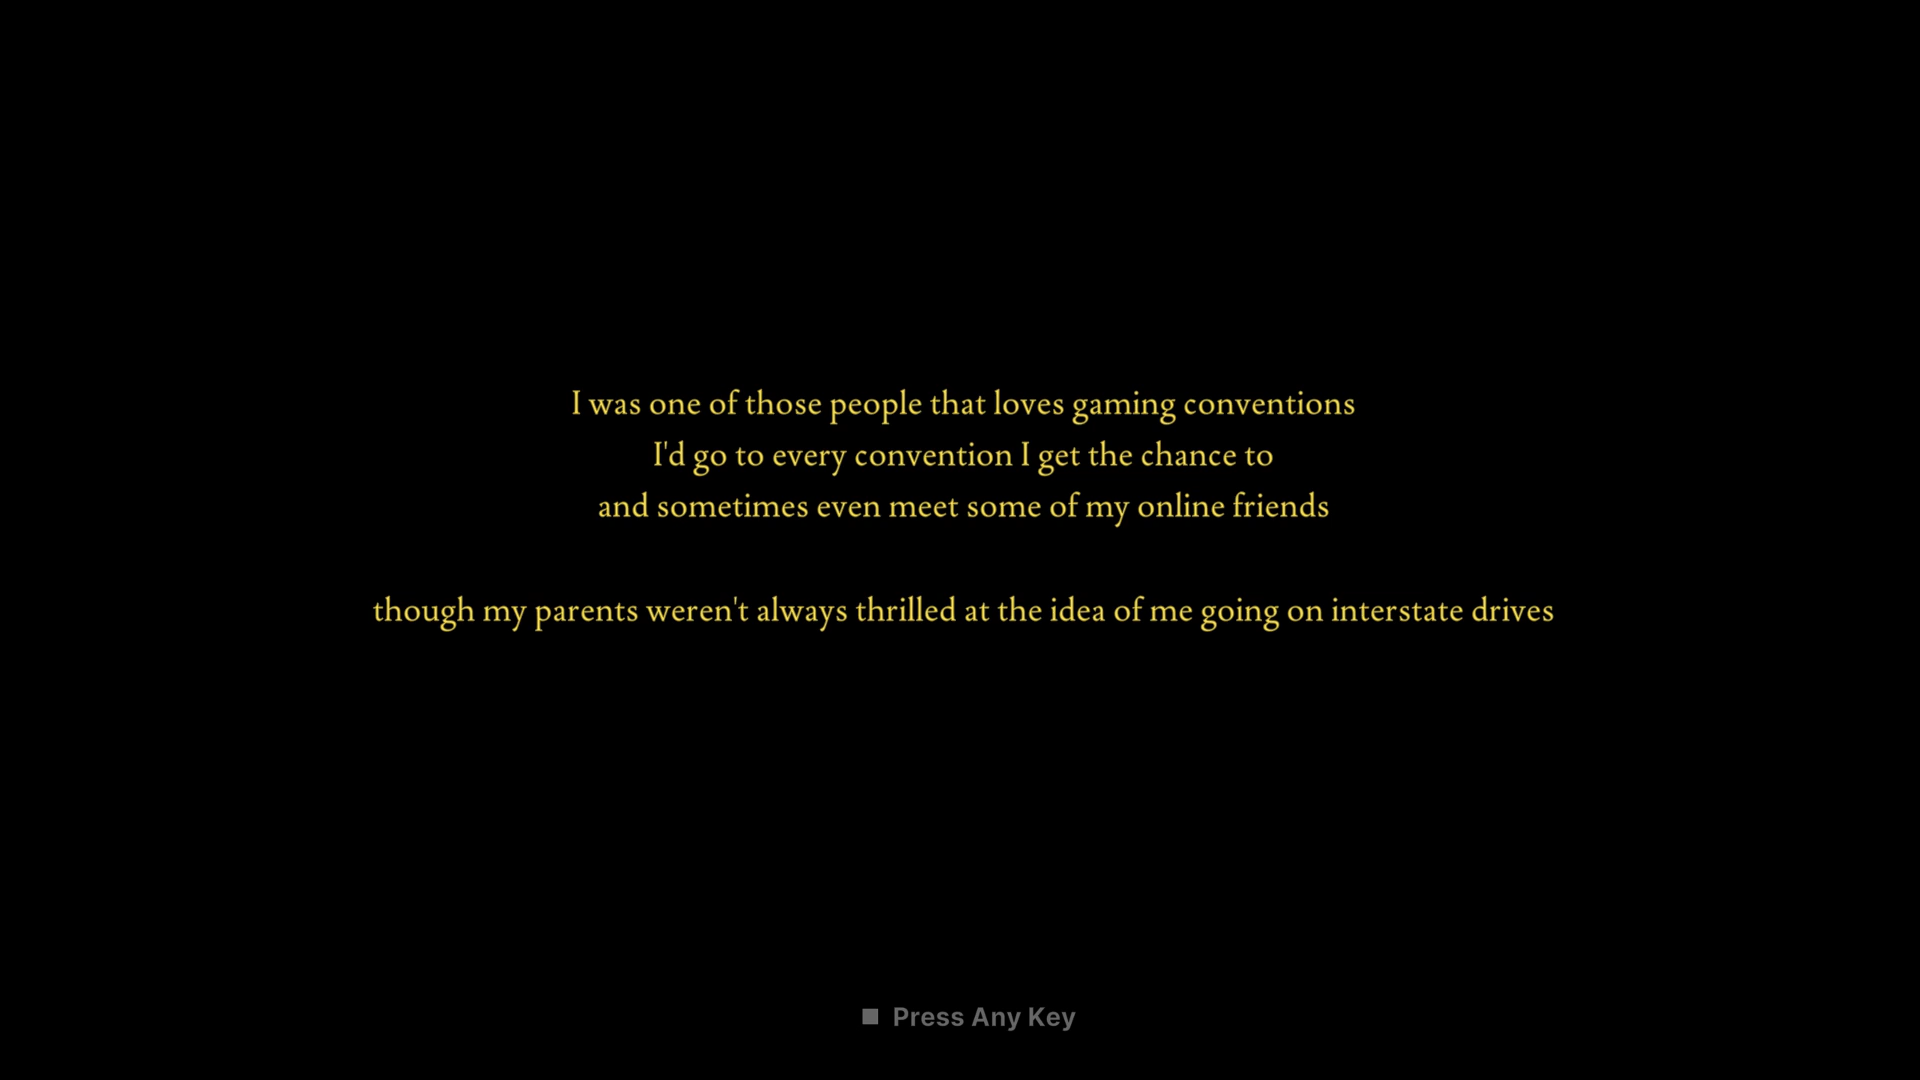 I was one of those people that loves gaming conventions
I'd go to every convention I get the chance to
and sometimes even meet some of my online friends
though my parents weren't always thrilled at the idea of me going on interstate drives
Press Any Key